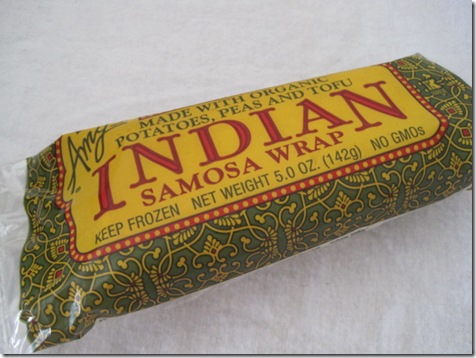 Amy's
MADE WITH ORGANIC
POTATOES, PEAS AND TOFU
INDIAN
SAMOSA WRAP
KEEP FROZEN NET WEIGHT 5.0 OZ. (142g) NO GMOs